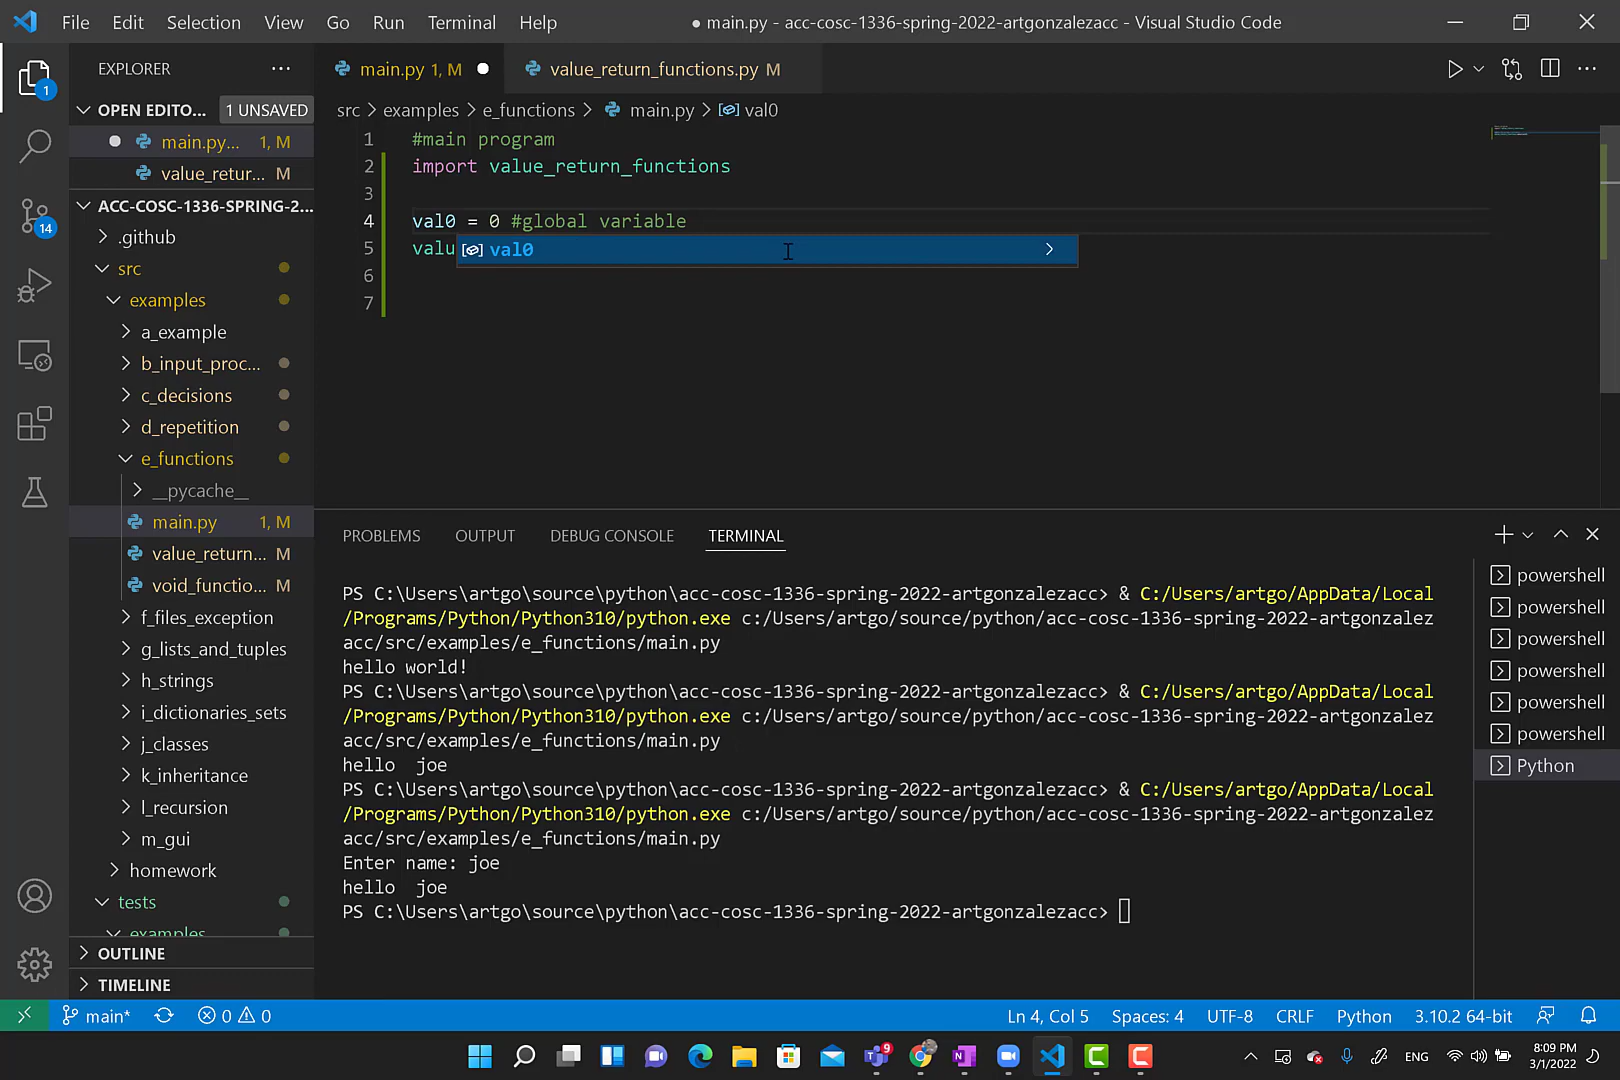 File Edit Selection View Go Run Terminal Help
● main.py - acc-cosc-1336-spring-2022-artgonzalezacc - Visual Studio Code
EXPLORER
main.py 1, M
value_return_functions.py M
OPEN EDITO... 1 UNSAVED
main.py... 1, M
value_retur... M
ACC-COSC-1336-SPRING-2...
.github
src
examples
a_example
b_input_proc...
c_decisions
d_repetition
e_functions
__pycache__
main.py 1, M
value_return... M
void_functio... M
f_files_exception
g_lists_and_tuples
h_strings
i_dictionaries_sets
j_classes
k_inheritance
l_recursion
m_gui
homework
tests
examples
OUTLINE
TIMELINE
1
14
src > examples > e_functions > main.py > val0
1 #main program
2 import value_return_functions
3
4 val0 = 0 #global variable
5 valu
val0
6
7
PROBLEMS OUTPUT DEBUG CONSOLE TERMINAL
PS C:\Users\artgo\source\python\acc-cosc-1336-spring-2022-artgonzalezacc> & C:/Users/artgo/AppData/Local
/Programs/Python/Python310/python.exe c:/Users/artgo/source/python/acc-cosc-1336-spring-2022-artgonzalez
acc/src/examples/e_functions/main.py
hello world!
PS C:\Users\artgo\source\python\acc-cosc-1336-spring-2022-artgonzalezacc> & C:/Users/artgo/AppData/Local
/Programs/Python/Python310/python.exe c:/Users/artgo/source/python/acc-cosc-1336-spring-2022-artgonzalez
acc/src/examples/e_functions/main.py
hello  joe
PS C:\Users\artgo\source\python\acc-cosc-1336-spring-2022-artgonzalezacc> & C:/Users/artgo/AppData/Local
/Programs/Python/Python310/python.exe c:/Users/artgo/source/python/acc-cosc-1336-spring-2022-artgonzalez
acc/src/examples/e_functions/main.py
Enter name: joe
hello  joe
PS C:\Users\artgo\source\python\acc-cosc-1336-spring-2022-artgonzalezacc>
powershell
powershell
powershell
powershell
powershell
powershell
Python
main* 0 0 Ln 4, Col 5 Spaces: 4 UTF-8 CRLF Python 3.10.2 64-bit
9
ENG
8:09 PM
3/1/2022